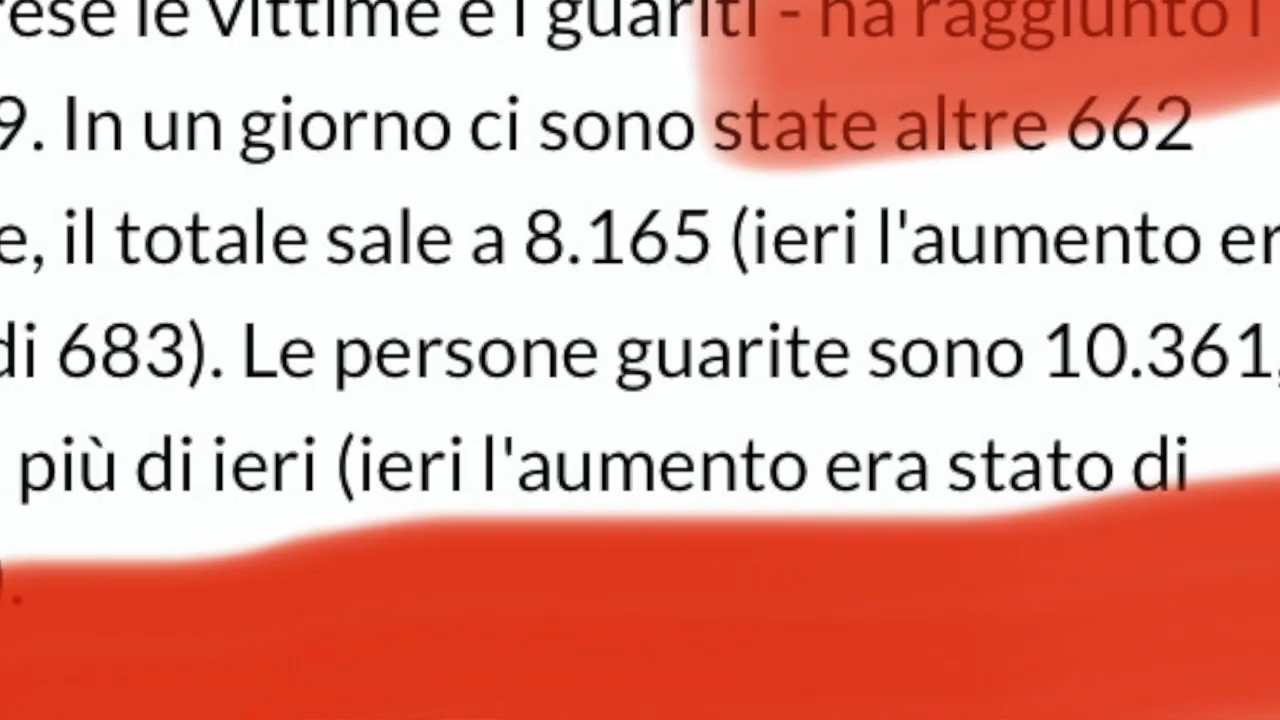 rese le vittime e i guariti - ha raggiunto i
9. In un giorno ci sono state altre 662
e, il totale sale a 8.165 (ieri l'aumento er
di 683). Le persone guarite sono 10.361,
più di ieri (ieri l'aumento era stato di
).